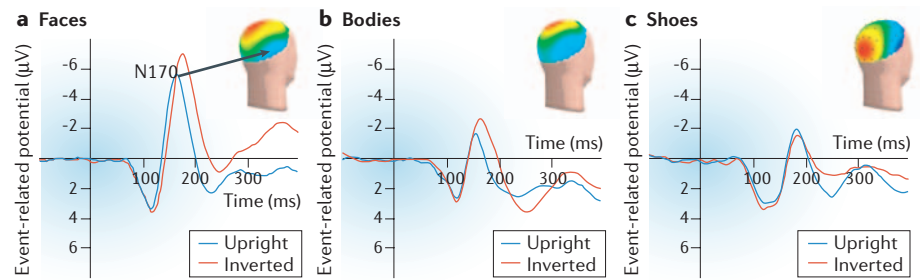 a Faces
Event-related potential (μV)
-6
-4
-2
2
4
6
N170
100
200
300
Time (ms)
Upright
Inverted
b Bodies
Event-related potential (μV)
-6
-4
-2
2
4
6
100
200
300
Time (ms)
Upright
Inverted
c Shoes
Event-related potential (μV)
-6
-4
-2
2
4
6
100
200
300
Time (ms)
Upright
Inverted